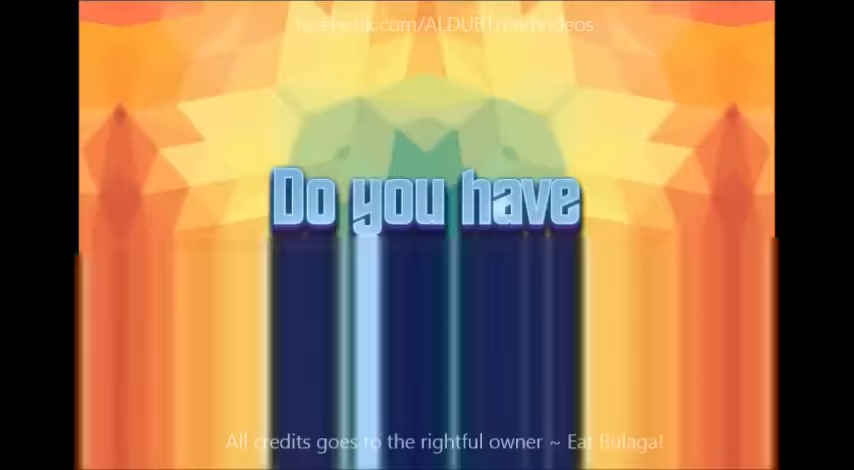 facebook.com/ALDUBTrendVideos
Do you have
All credits goes to the rightful owner ~ Eat Bulaga!